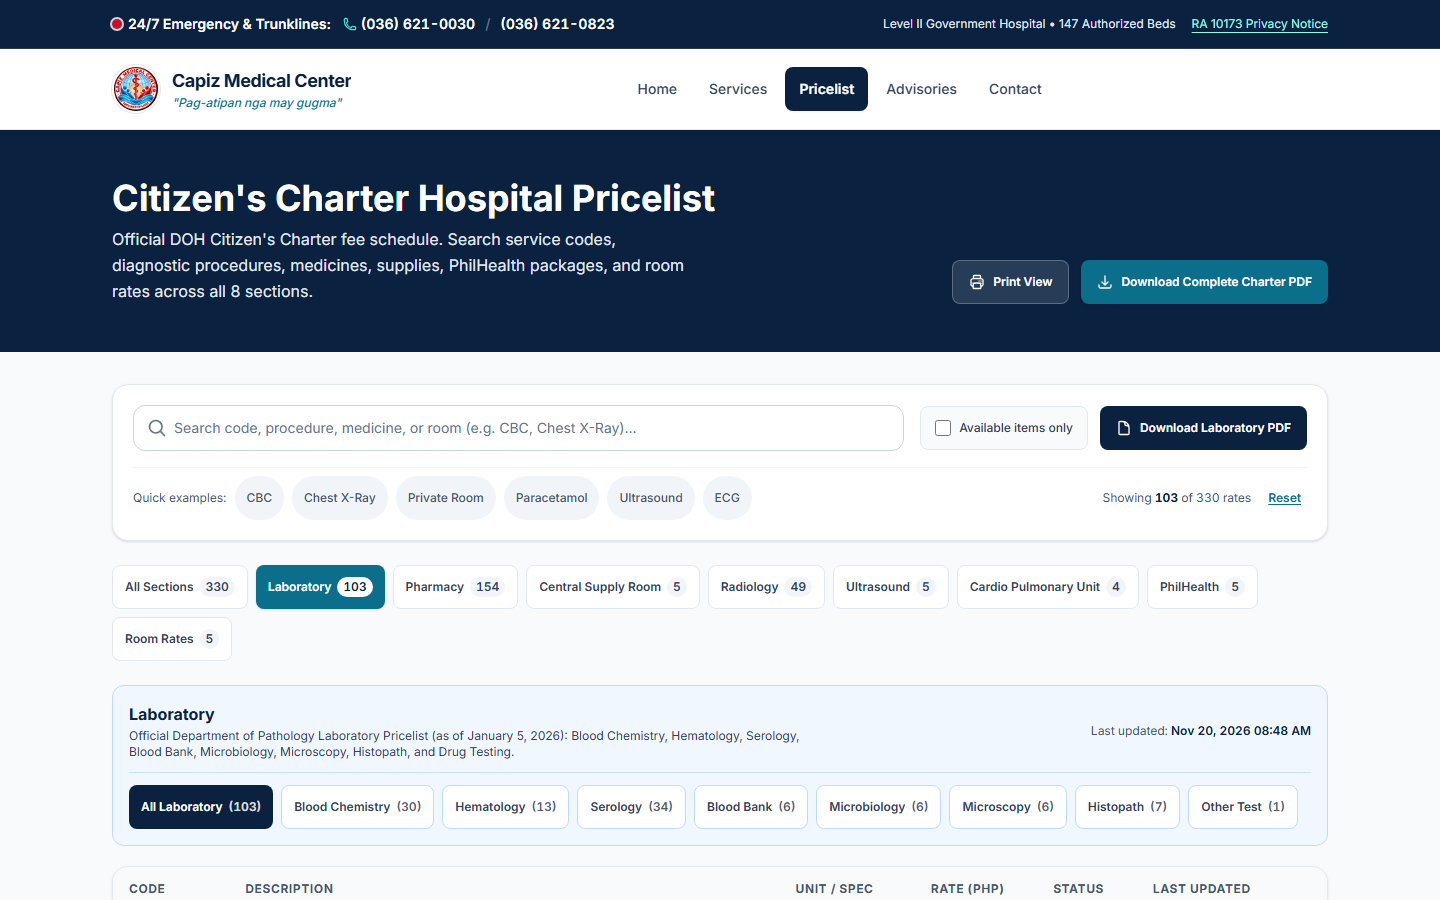 24/7 Emergency & Trunklines: (036) 621-0030 / (036) 621-0823
Level II Government Hospital • 147 Authorized Beds RA 10173 Privacy Notice
Capiz Medical Center
"Pag-atipan nga may gugma"
Home Services Pricelist Advisories Contact
Citizen's Charter Hospital Pricelist
Official DOH Citizen's Charter fee schedule. Search service codes,
diagnostic procedures, medicines, supplies, PhilHealth packages, and room
rates across all 8 sections.
Print View Download Complete Charter PDF
Search code, procedure, medicine, or room (e.g. CBC, Chest X-Ray)...
Available items only Download Laboratory PDF
Quick examples: CBC Chest X-Ray Private Room Paracetamol Ultrasound ECG
Showing 103 of 330 rates Reset
All Sections 330 Laboratory 103 Pharmacy 154 Central Supply Room 5 Radiology 49 Ultrasound 5 Cardio Pulmonary Unit 4 PhilHealth 5
Room Rates 5
Laboratory
Official Department of Pathology Laboratory Pricelist (as of January 5, 2026): Blood Chemistry, Hematology, Serology,
Blood Bank, Microbiology, Microscopy, Histopath, and Drug Testing.
Last updated: Nov 20, 2026 08:48 AM
All Laboratory (103) Blood Chemistry (30) Hematology (13) Serology (34) Blood Bank (6) Microbiology (6) Microscopy (6) Histopath (7) Other Test (1)
CODE DESCRIPTION UNIT / SPEC RATE (PHP) STATUS LAST UPDATED